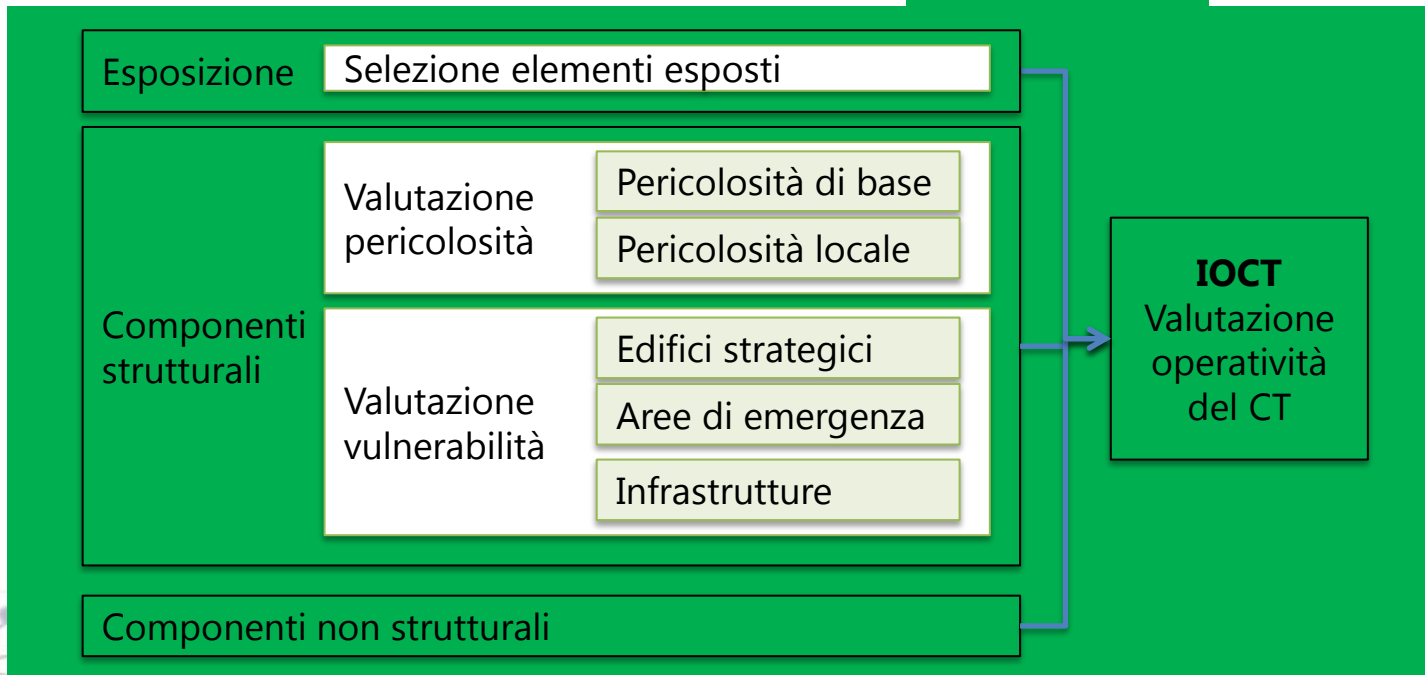 Esposizione
Selezione elementi esposti
Componenti
strutturali
Valutazione
pericolosità
Pericolosità di base
Pericolosità locale
Valutazione
vulnerabilità
Edifici strategici
Aree di emergenza
Infrastrutture
Componenti non strutturali
IOCT
Valutazione
operatività
del CT